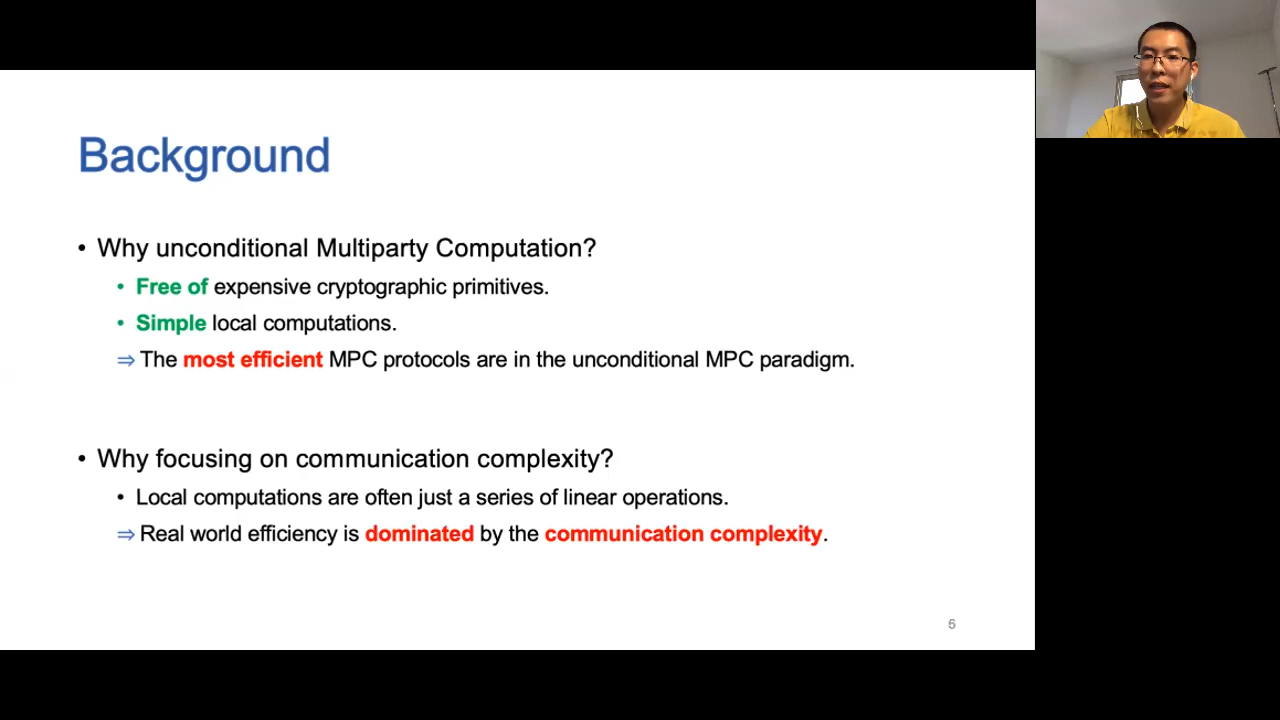 Background
• Why unconditional Multiparty Computation?
• Free of expensive cryptographic primitives.
• Simple local computations.
⇒ The most efficient MPC protocols are in the unconditional MPC paradigm.
• Why focusing on communication complexity?
• Local computations are often just a series of linear operations.
⇒ Real world efficiency is dominated by the communication complexity.
6